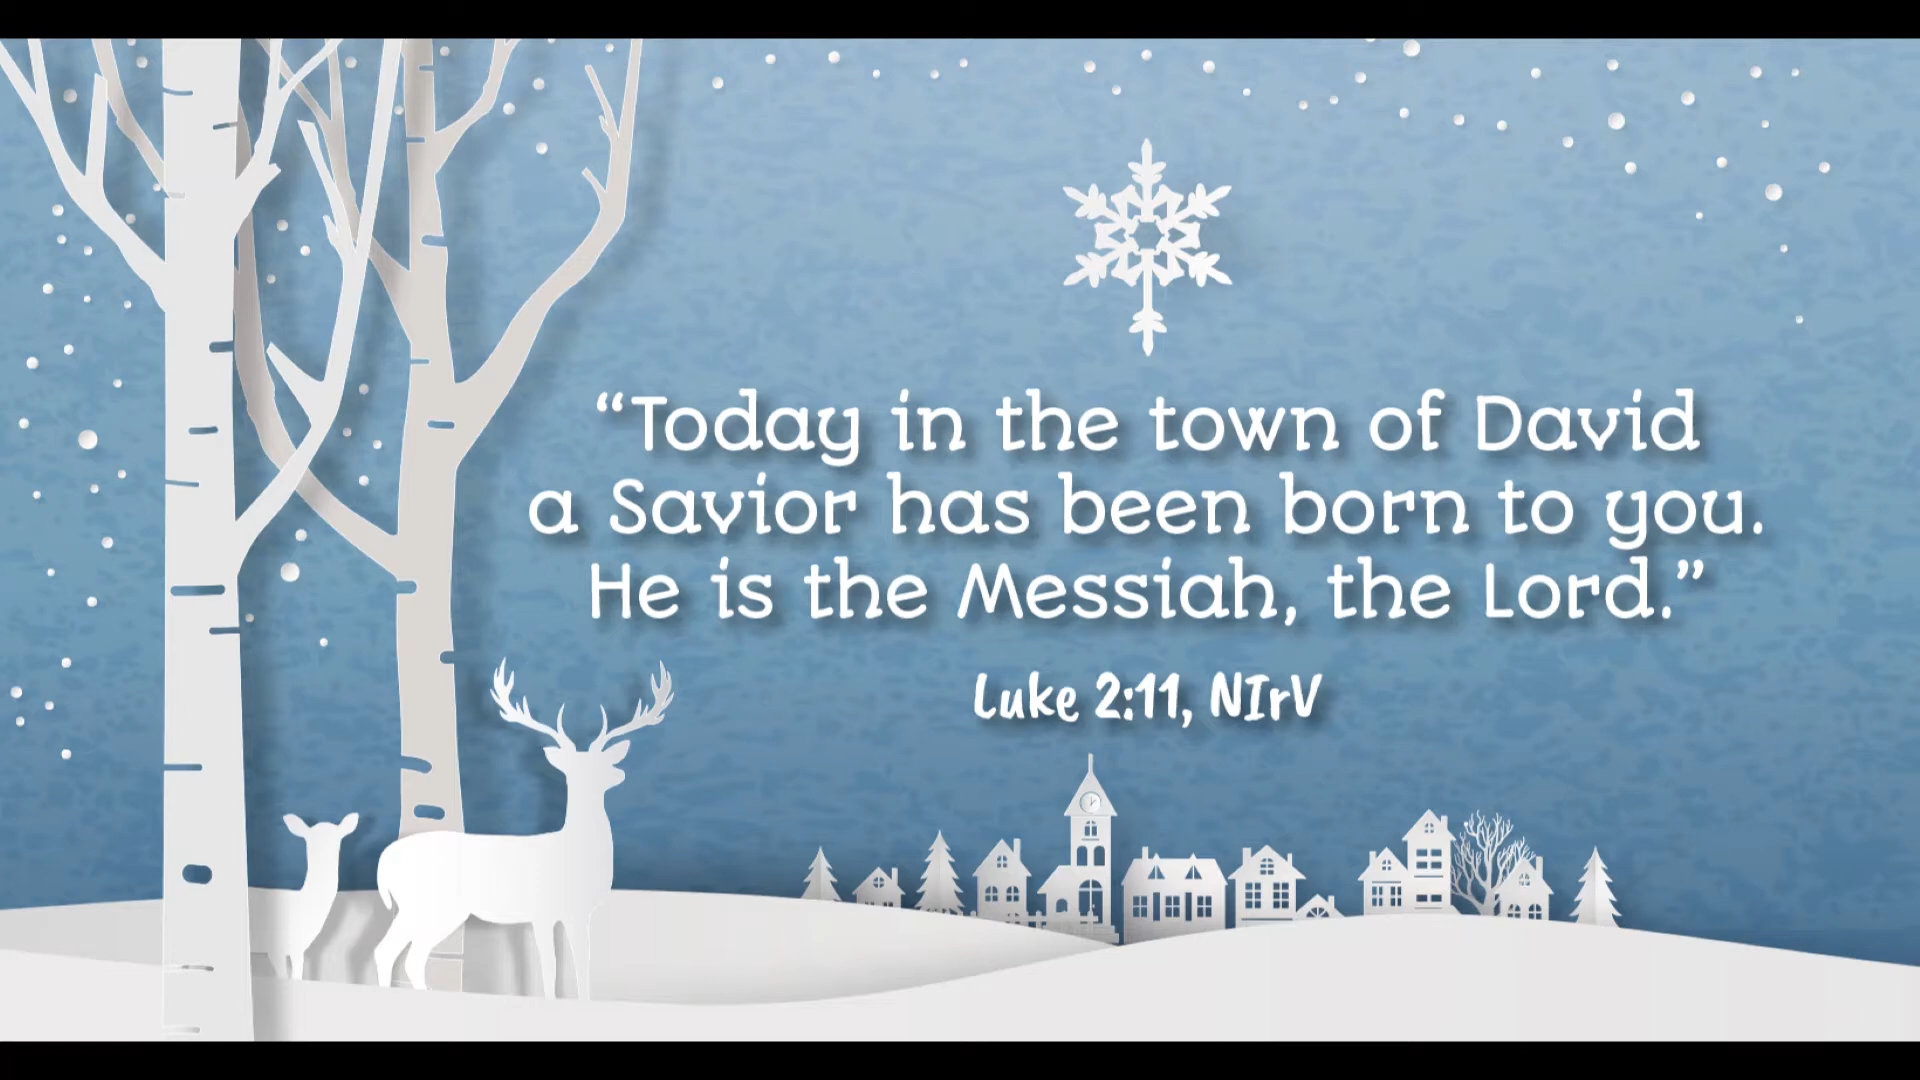 “Today in the town of David
a Savior has been born to you.
He is the Messiah, the Lord.”
Luke 2:11, NIrV